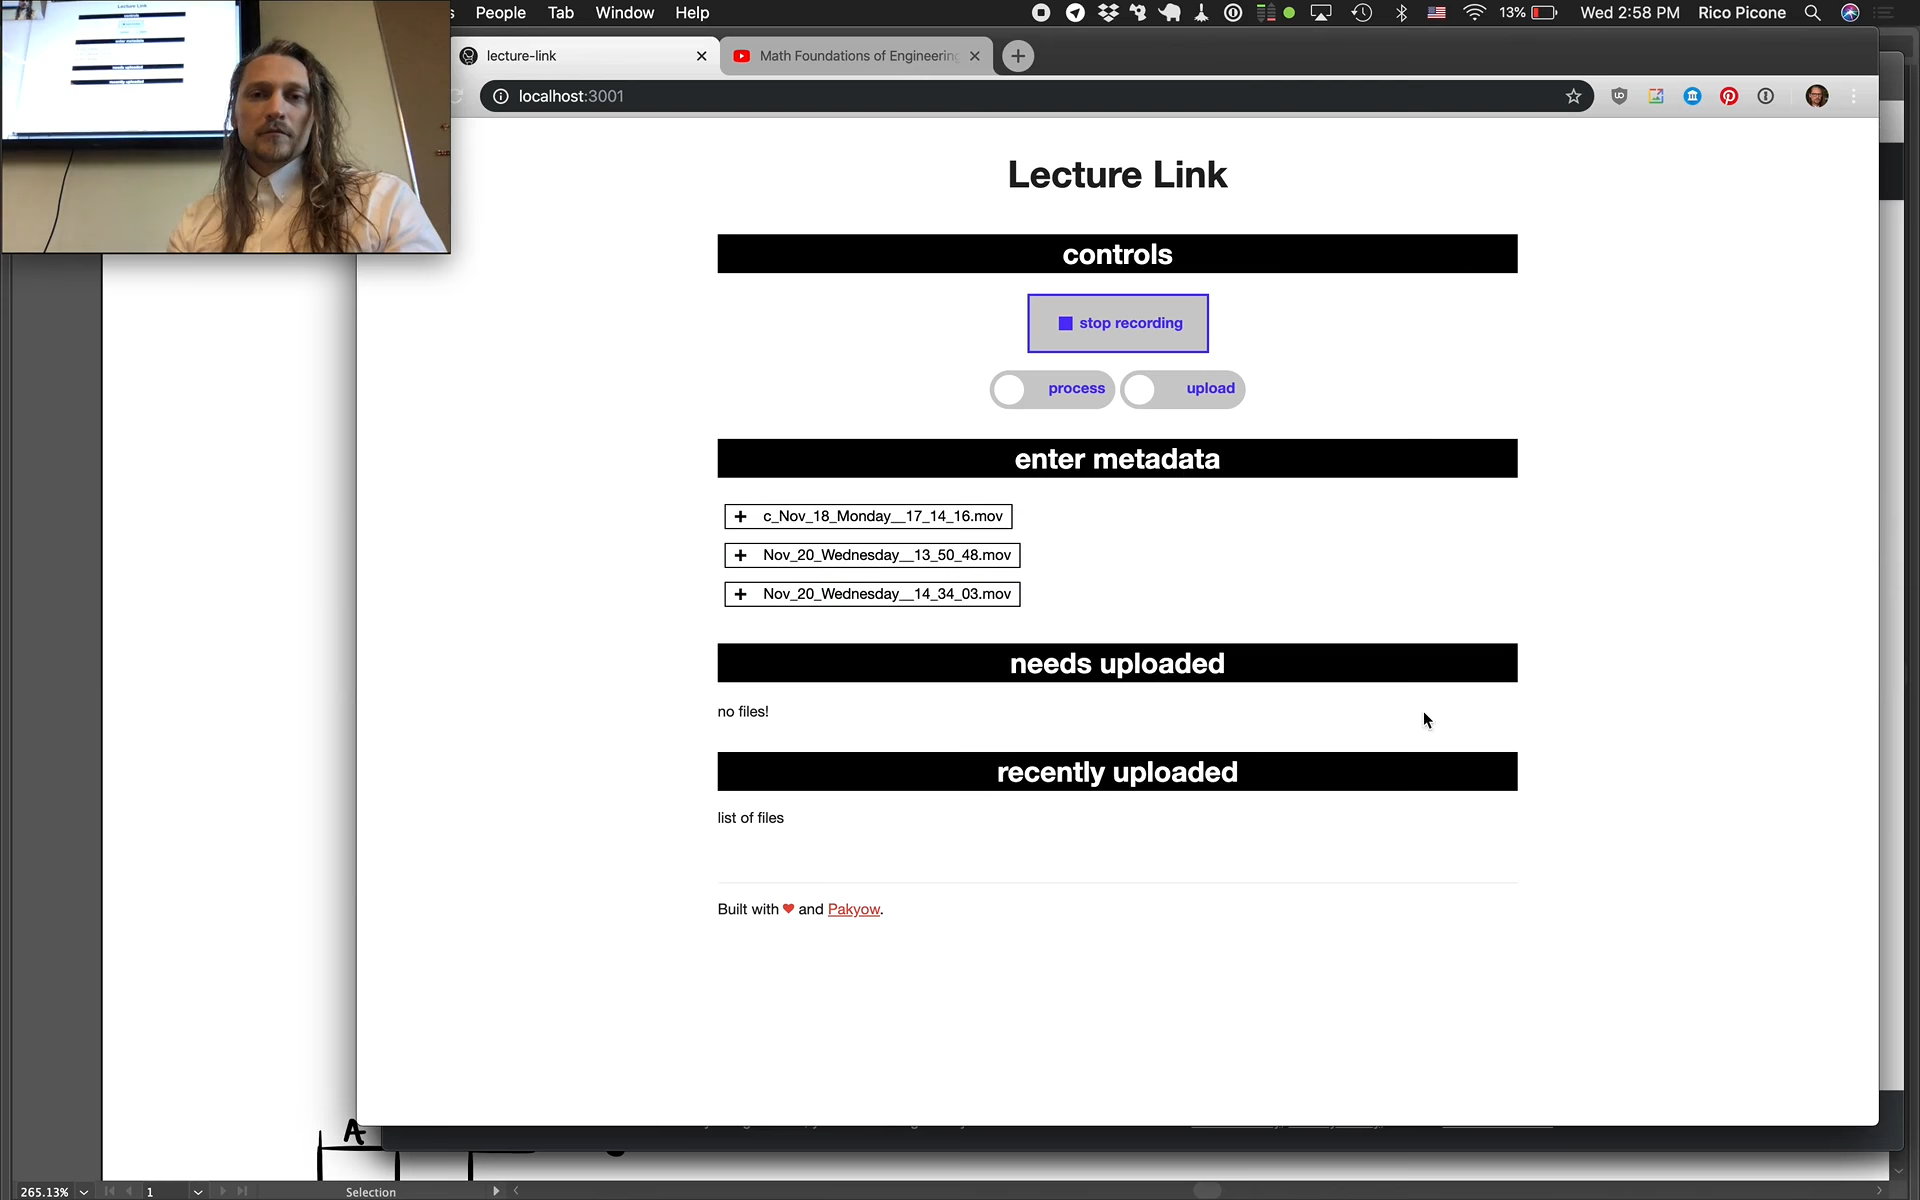 People Tab Window Help
13% Wed 2:58 PM Rico Picone
lecture-link
Math Foundations of Engineering
localhost:3001
Lecture Link
controls
stop recording
process
upload
enter metadata
+ c_Nov_18_Monday__17_14_16.mov
+ Nov_20_Wednesday__13_50_48.mov
+ Nov_20_Wednesday__14_34_03.mov
needs uploaded
no files!
recently uploaded
list of files
Built with ♥ and Pakyow.
A
265.13% 1 Selection